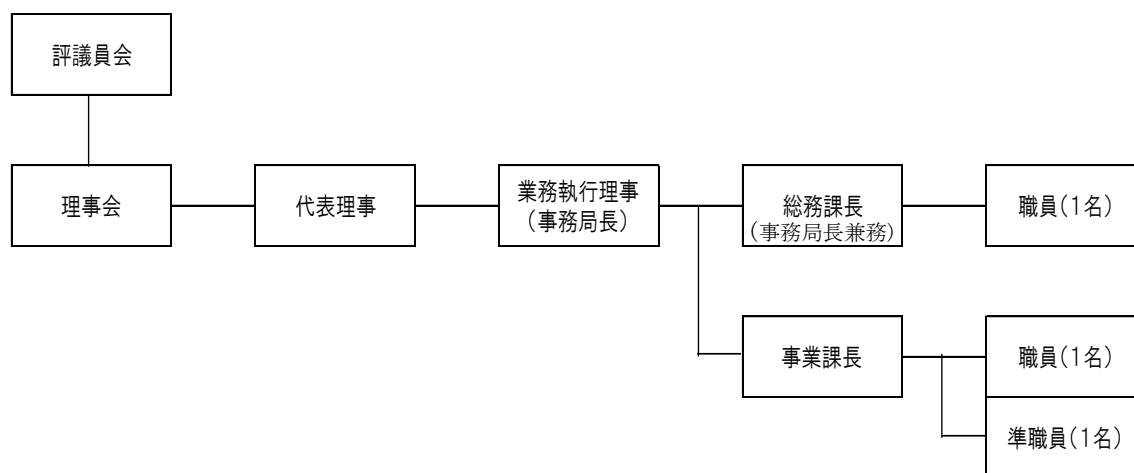 評議員会
理事会
代表理事
業務執行理事
(事務局長)
総務課長
(事務局長兼務)
職員(1名)
事業課長
職員(1名)
準職員(1名)